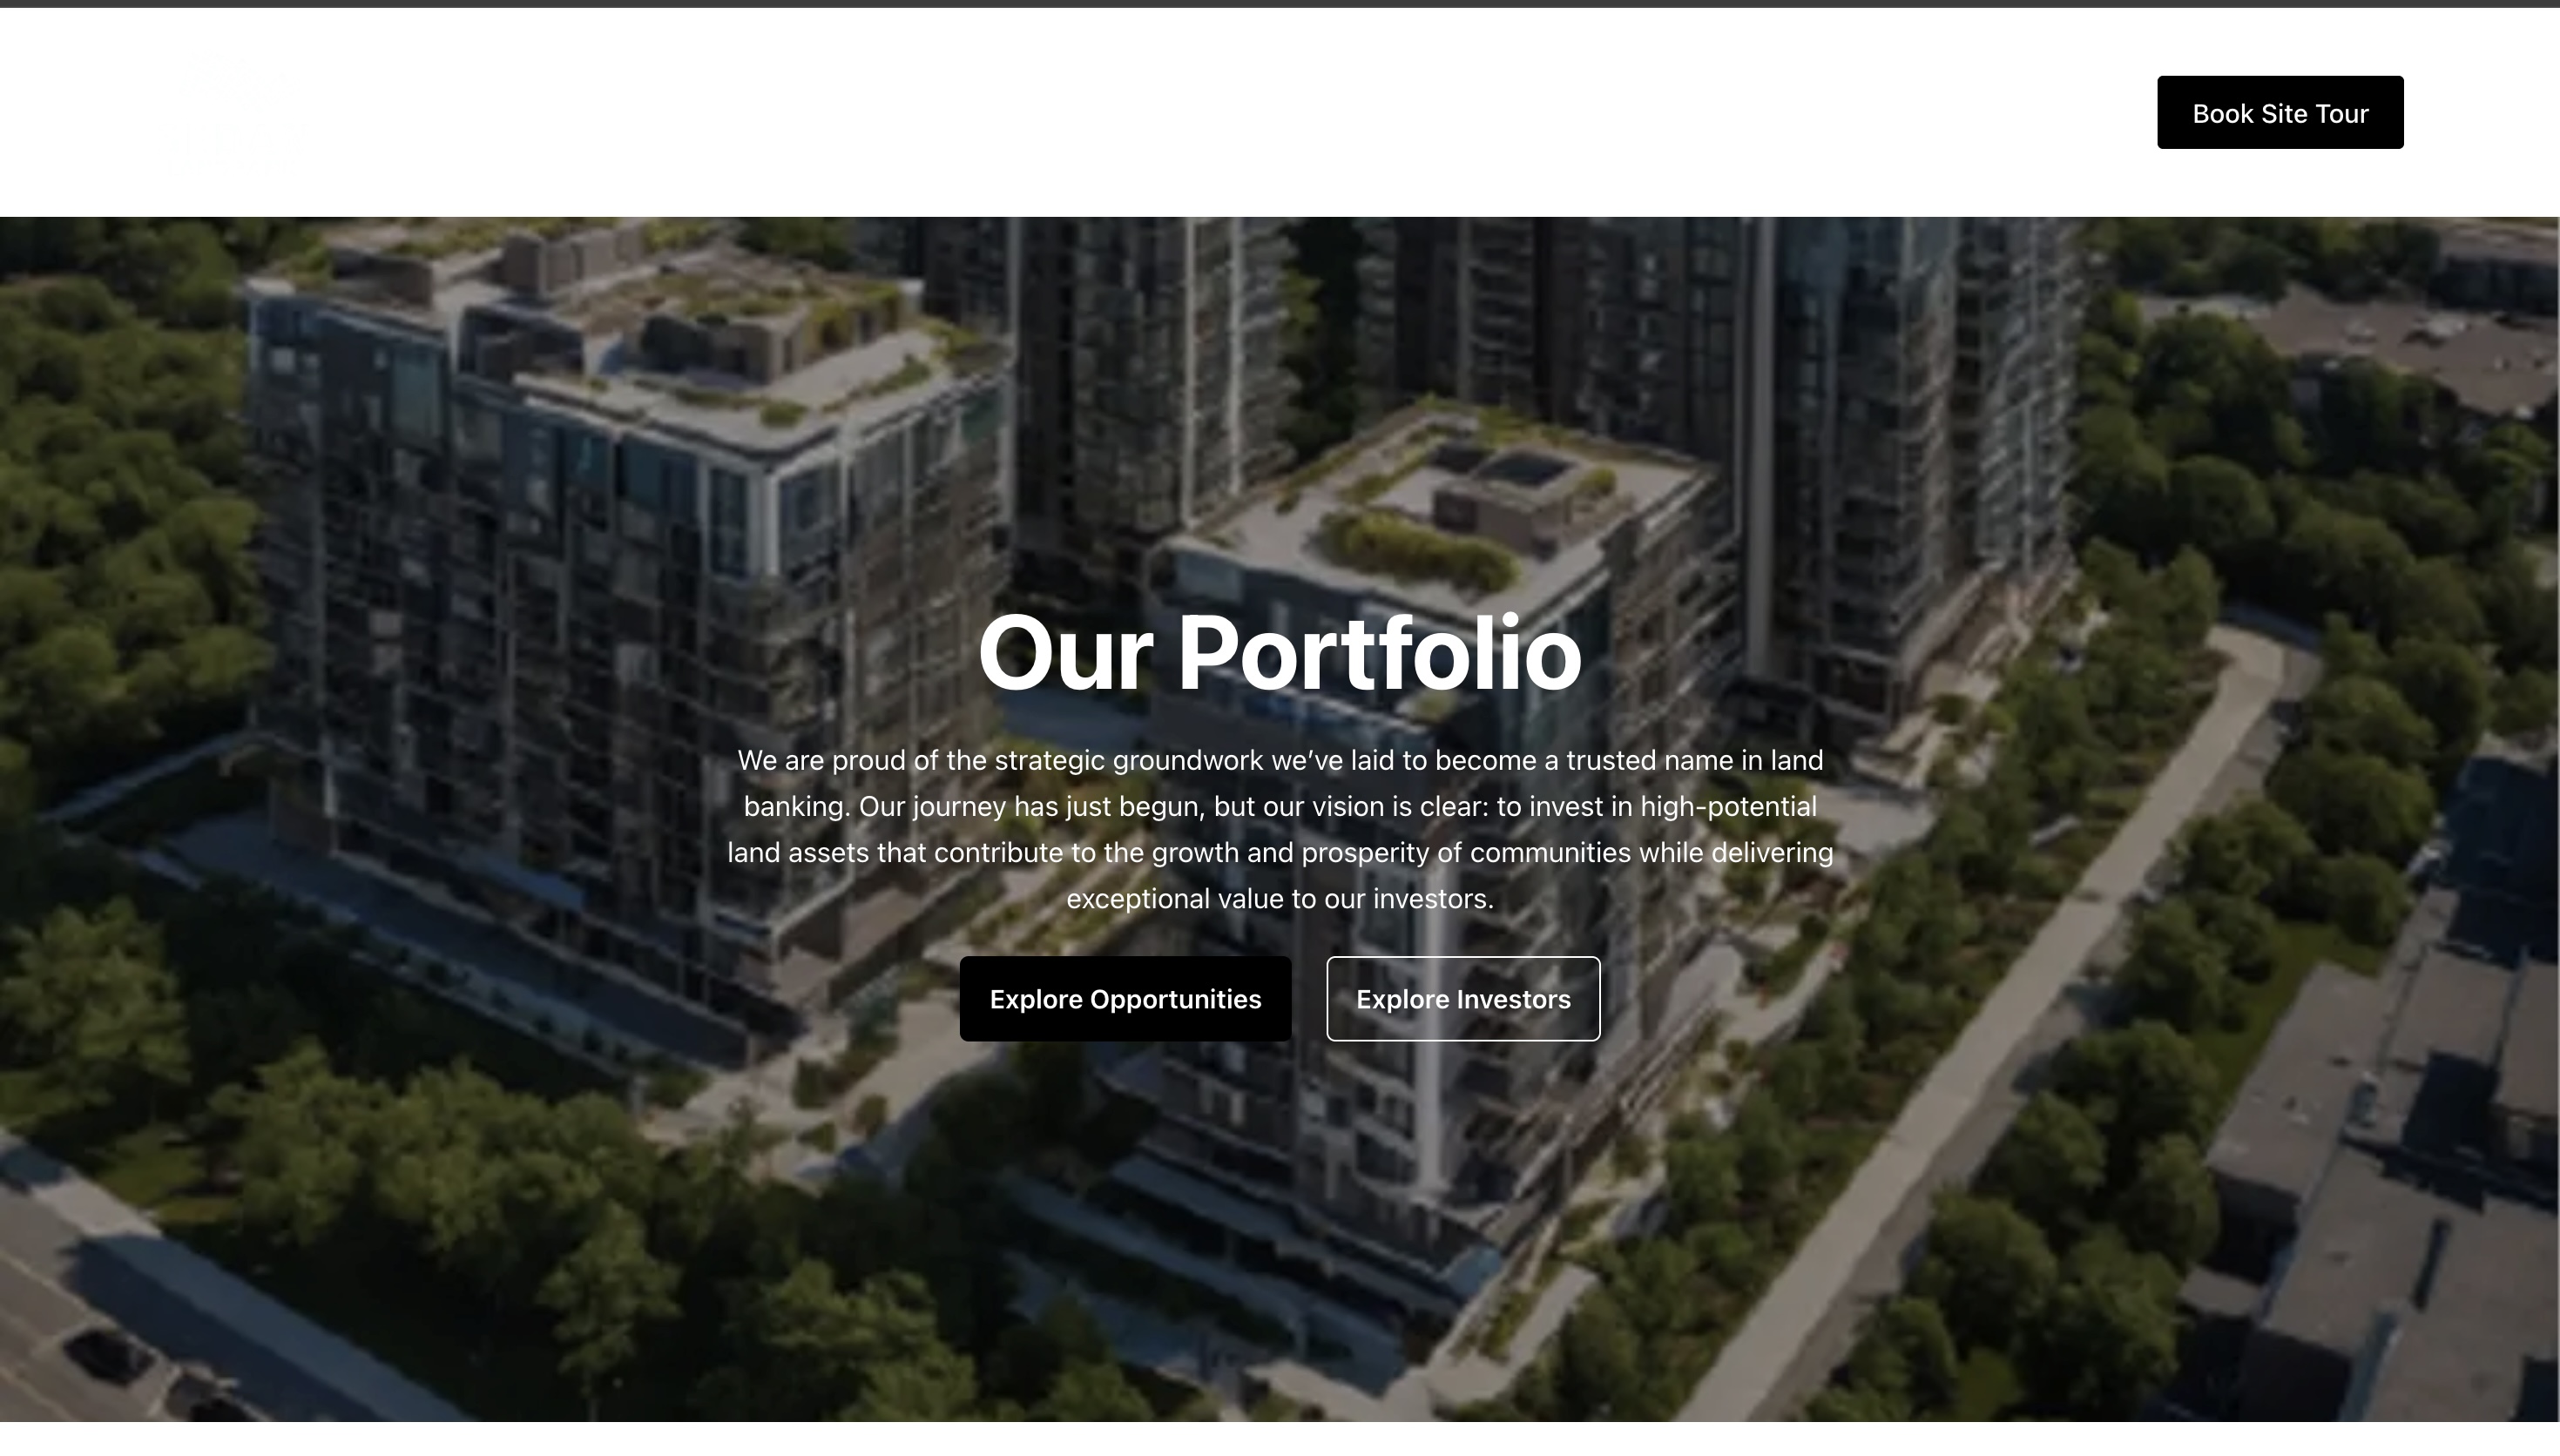 Book Site Tour
Our Portfolio
We are proud of the strategic groundwork we’ve laid to become a trusted name in land
banking. Our journey has just begun, but our vision is clear: to invest in high-potential
land assets that contribute to the growth and prosperity of communities while delivering
exceptional value to our investors.
Explore Opportunities
Explore Investors